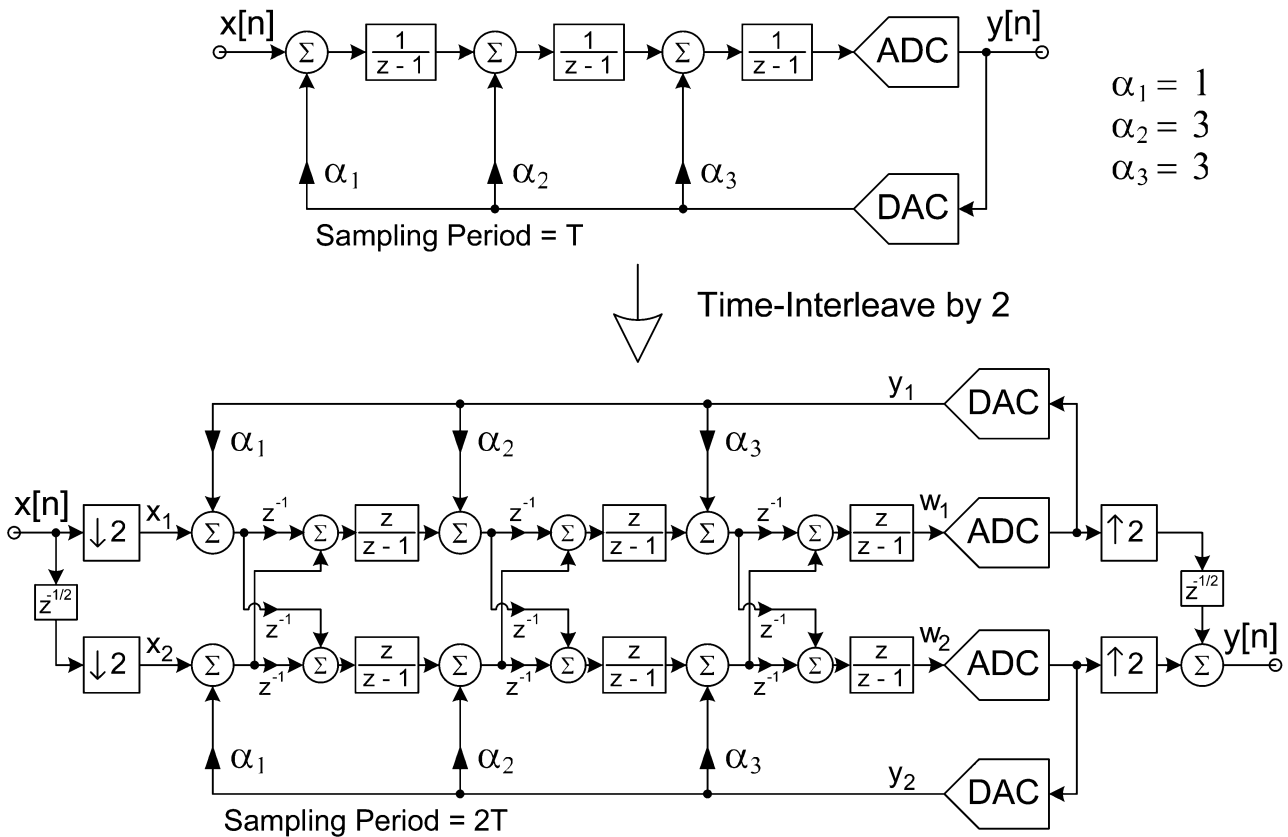 x[n] Σ 1/(z - 1) Σ 1/(z - 1) Σ 1/(z - 1) ADC y[n]
α₁ = 1
α₂ = 3
α₃ = 3
α₁ α₂ α₃
DAC
Sampling Period = T
Time-Interleave by 2
y₁ DAC
α₁ α₂ α₃
x[n] ↓2 x₁ Σ z⁻¹ Σ z/(z - 1) Σ z⁻¹ Σ z/(z - 1) Σ z⁻¹ Σ z/(z - 1) w₁ ADC ↑2
z^-1/2 z^-1/2
z⁻¹ z⁻¹ z⁻¹
↓2 x₂ Σ z⁻¹ Σ z/(z - 1) Σ z⁻¹ Σ z/(z - 1) Σ z⁻¹ Σ z/(z - 1) w₂ ADC ↑2 Σ y[n]
α₁ α₂ α₃
y₂ DAC
Sampling Period = 2T